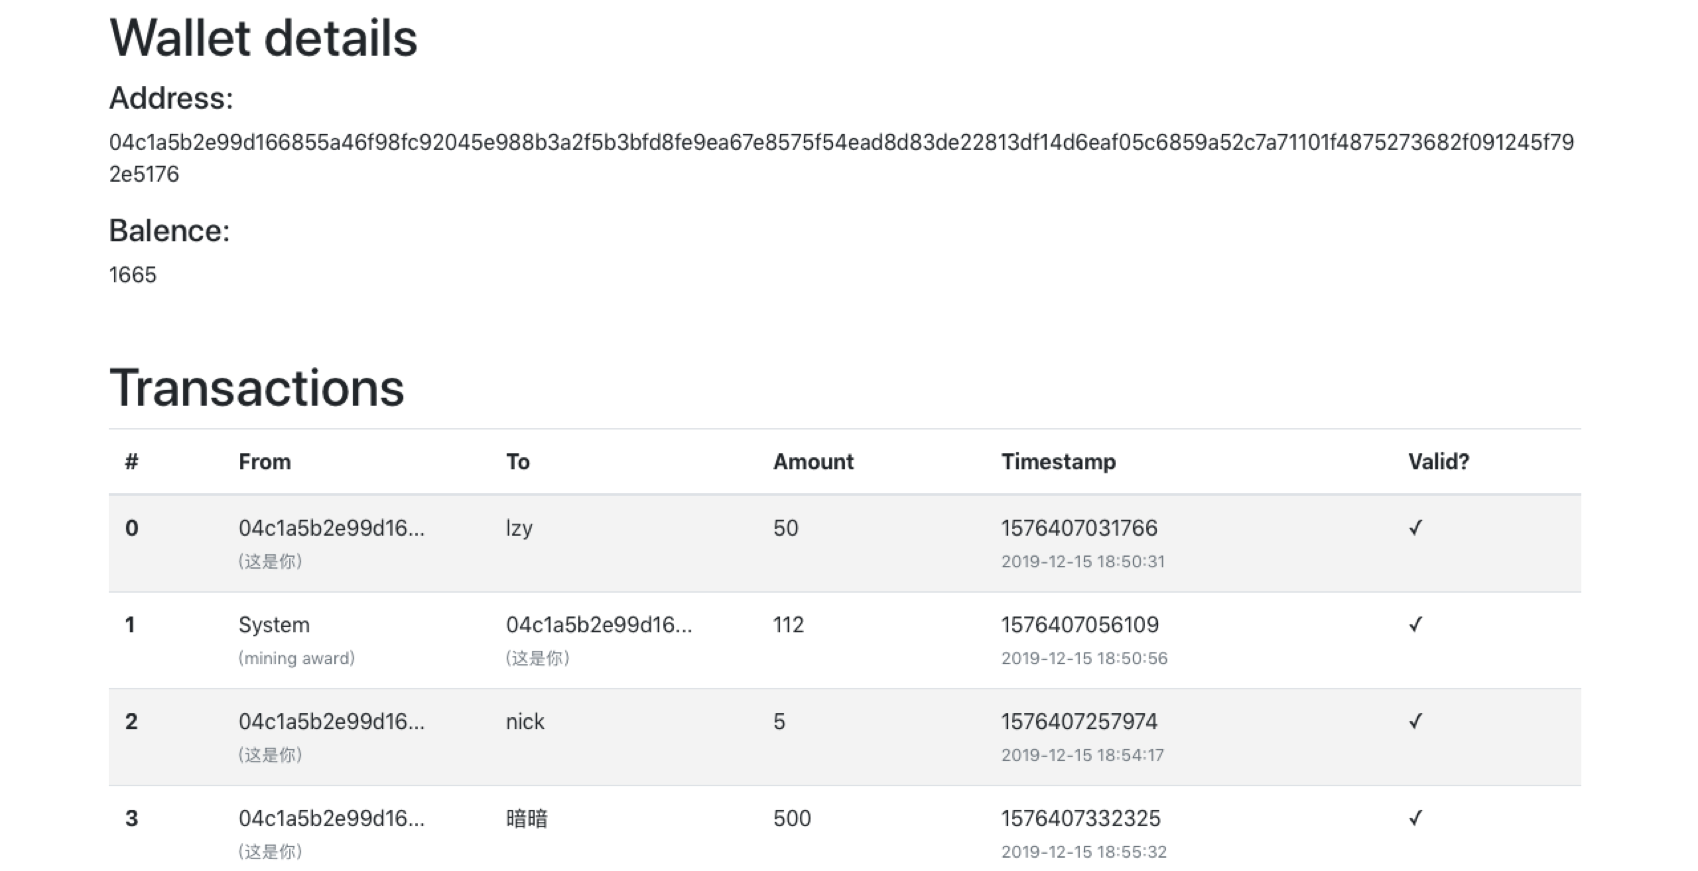 Wallet details
Address:
04c1a5b2e99d166855a46f98fc92045e988b3a2f5b3bfd8fe9ea67e8575f54ead8d83de22813df14d6eaf05c6859a52c7a71101f4875273682f091245f79
2e5176
Balence:
1665
Transactions
# From To Amount Timestamp Valid?
0 04c1a5b2e99d16... lzy 50 1576407031766 ✓
(这是你) 2019-12-15 18:50:31
1 System 04c1a5b2e99d16... 112 1576407056109 ✓
(mining award) (这是你) 2019-12-15 18:50:56
2 04c1a5b2e99d16... nick 5 1576407257974 ✓
(这是你) 2019-12-15 18:54:17
3 04c1a5b2e99d16... 暗暗 500 1576407332325 ✓
(这是你) 2019-12-15 18:55:32